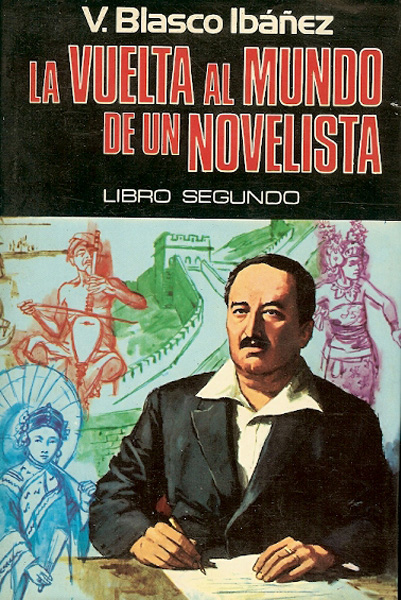 V. Blasco Ibáñez
LA VUELTA AL MUNDO
DE UN NOVELISTA
LIBRO SEGUNDO